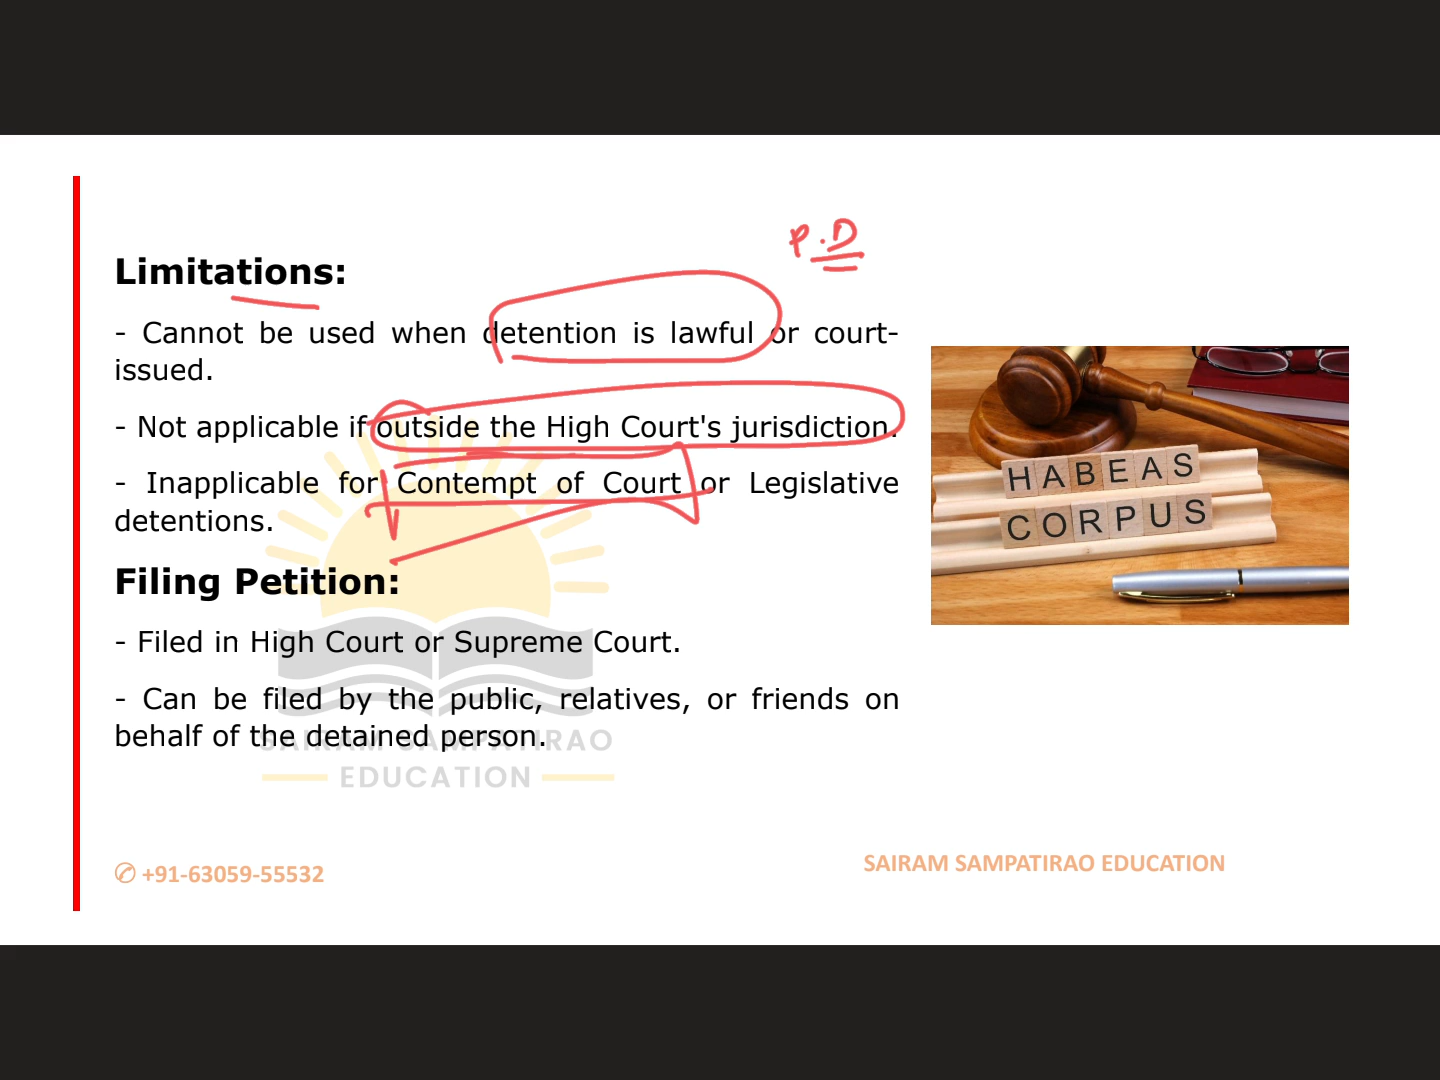 P.D
Limitations:
- Cannot be used when detention is lawful or court-
issued.
- Not applicable if outside the High Court's jurisdiction.
- Inapplicable for Contempt of Court or Legislative
detentions.
Filing Petition:
- Filed in High Court or Supreme Court.
- Can be filed by the public, relatives, or friends on
behalf of the detained person.
HABEAS
CORPUS
SAIRAM SAMPATIRAO
EDUCATION
✆ +91-63059-55532
SAIRAM SAMPATIRAO EDUCATION